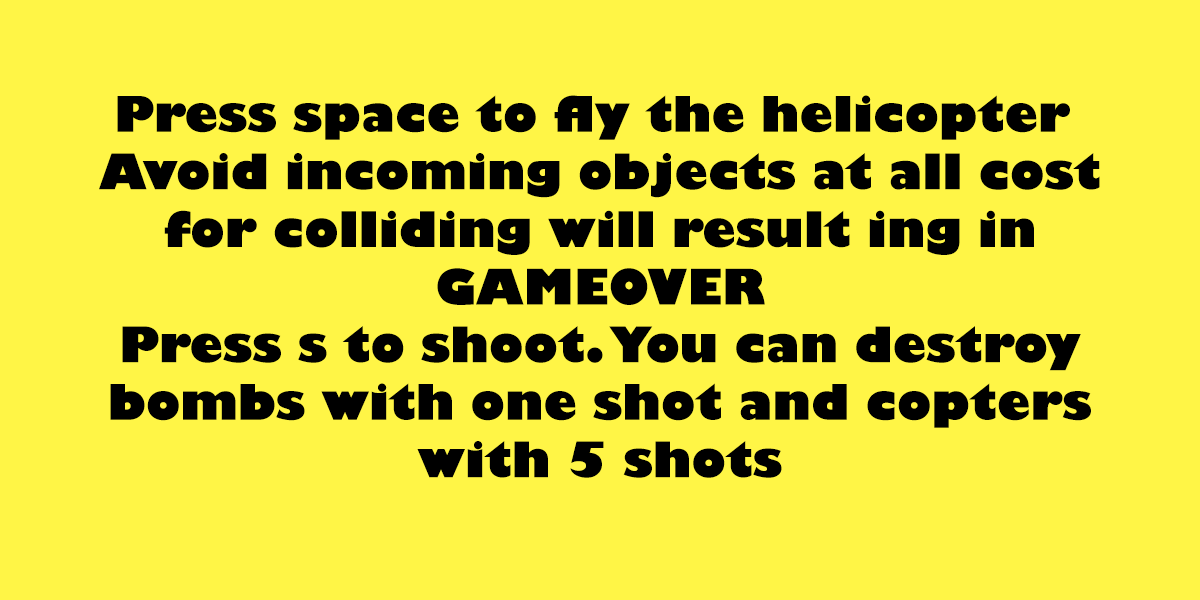 Press space to fly the helicopter
Avoid incoming objects at all cost
for colliding will result ing in
GAMEOVER
Press s to shoot. You can destroy
bombs with one shot and copters
with 5 shots